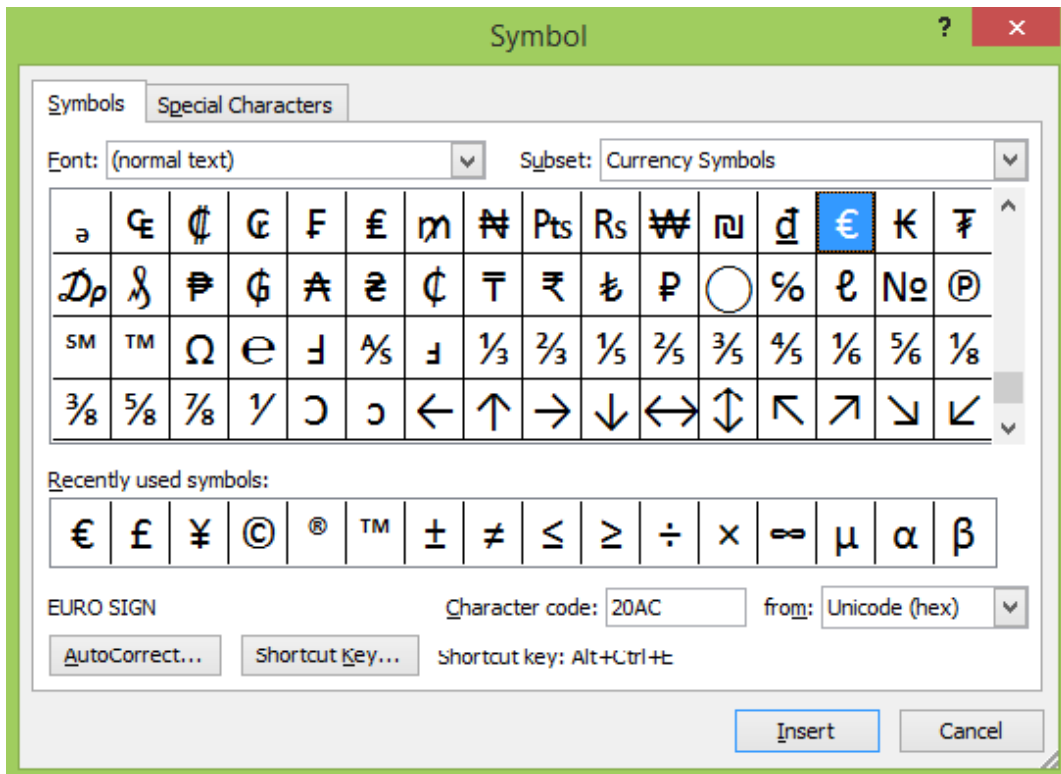 Symbol ? ×
Symbols Special Characters
Font: (normal text) Subset: Currency Symbols
ₔ ₠ ₡ ₢ ₣ ₤ ₥ ₦ ₧ ₨ ₩ ₪ ₫ € ₭ ₮
₯ ₰ ₱ ₲ ₳ ₴ ₵ ₸ ₹ ₺ ₽ ⃝ ℅ ℓ № ℗
℠ ™ Ω ℮ Ⅎ ⅍ ⅎ ⅓ ⅔ ⅕ ⅖ ⅗ ⅘ ⅙ ⅚ ⅛
⅜ ⅝ ⅞ ⅟ Ↄ ↄ ← ↑ → ↓ ↔ ↕ ↖ ↗ ↘ ↙
Recently used symbols:
€ £ ¥ © ® ™ ± ≠ ≤ ≥ ÷ × ∞ µ α β
EURO SIGN Character code: 20AC from: Unicode (hex)
AutoCorrect... Shortcut Key... Shortcut key: Alt+Ctrl+E
Insert Cancel